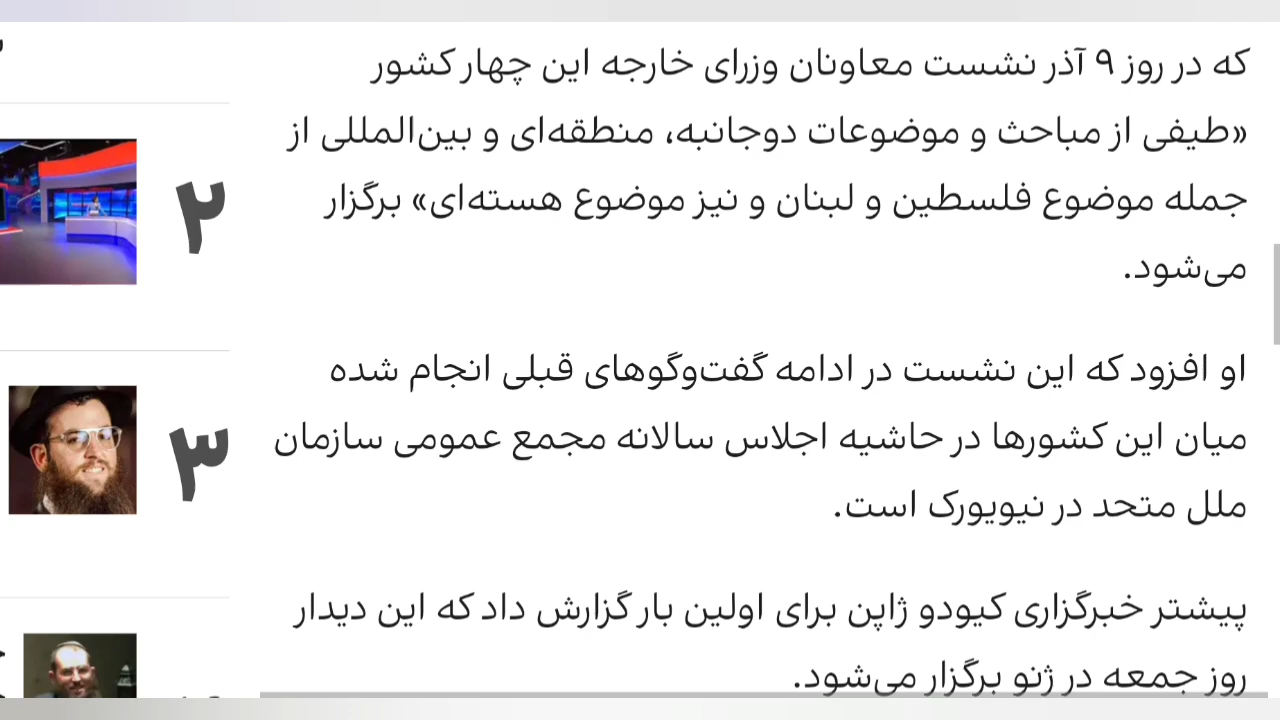 که در روز ۹ آذر نشست معاونان وزرای خارجه این چهار کشور
«طیفی از مباحث و موضوعات دوجانبه، منطقه‌ای و بین‌المللی از
جمله موضوع فلسطین و لبنان و نیز موضوع هسته‌ای» برگزار
می‌شود.
او افزود که این نشست در ادامه گفت‌وگوهای قبلی انجام شده
میان این کشورها در حاشیه اجلاس سالانه مجمع عمومی سازمان
ملل متحد در نیویورک است.
پیشتر خبرگزاری کیودو ژاپن برای اولین بار گزارش داد که این دیدار
روز جمعه در ژنو برگزار می‌شود.
۲
۳